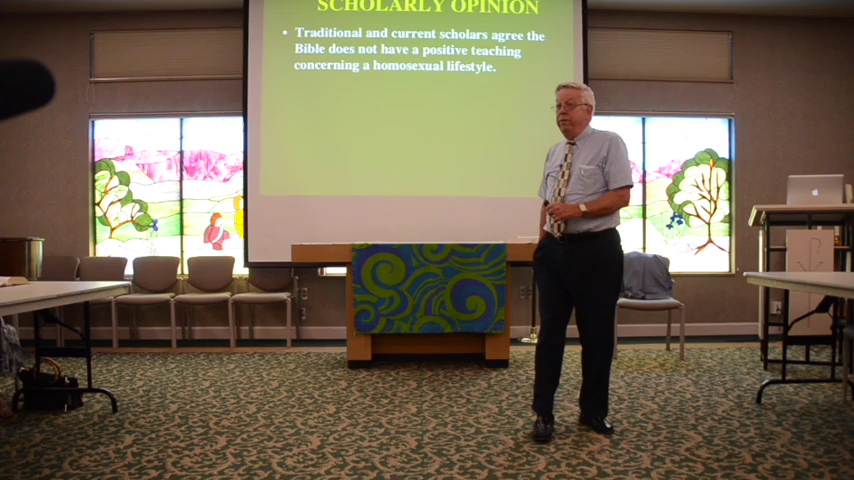 SCHOLARLY OPINION
• Traditional and current scholars agree the
Bible does not have a positive teaching
concerning a homosexual lifestyle.